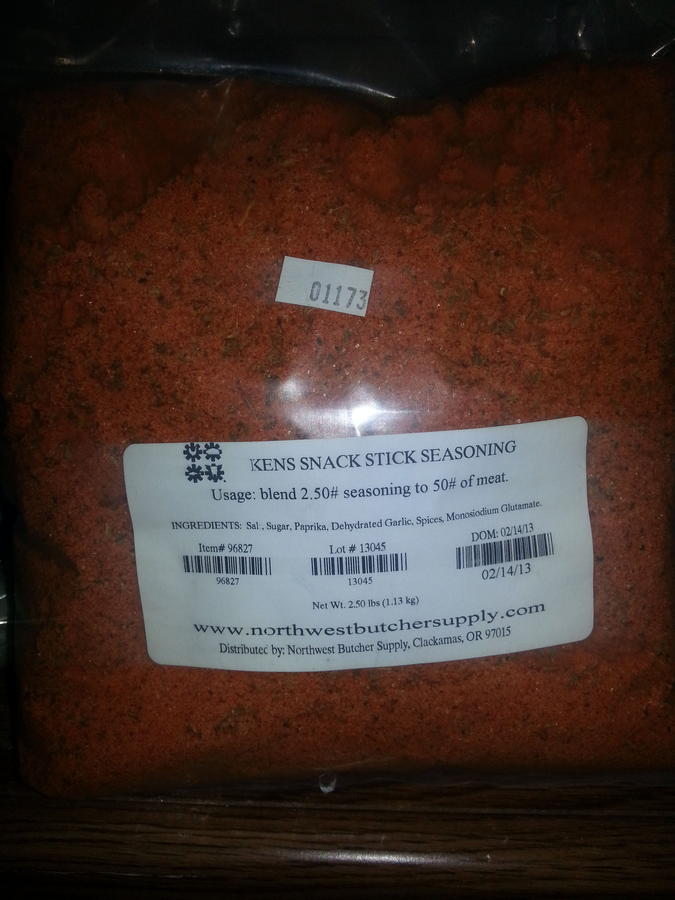 01173
KENS SNACK STICK SEASONING
Usage: blend 2.50# seasoning to 50# of meat.
INGREDIENTS: Salt, Sugar, Paprika, Dehydrated Garlic, Spices, Monosiodium Glutamate.
Item# 96827 Lot # 13045 DOM: 02/14/13
96827 13045 02/14/13
Net Wt. 2.50 lbs (1.13 kg)
www.northwestbutchersupply.com
Distributed by: Northwest Butcher Supply, Clackamas, OR 97015